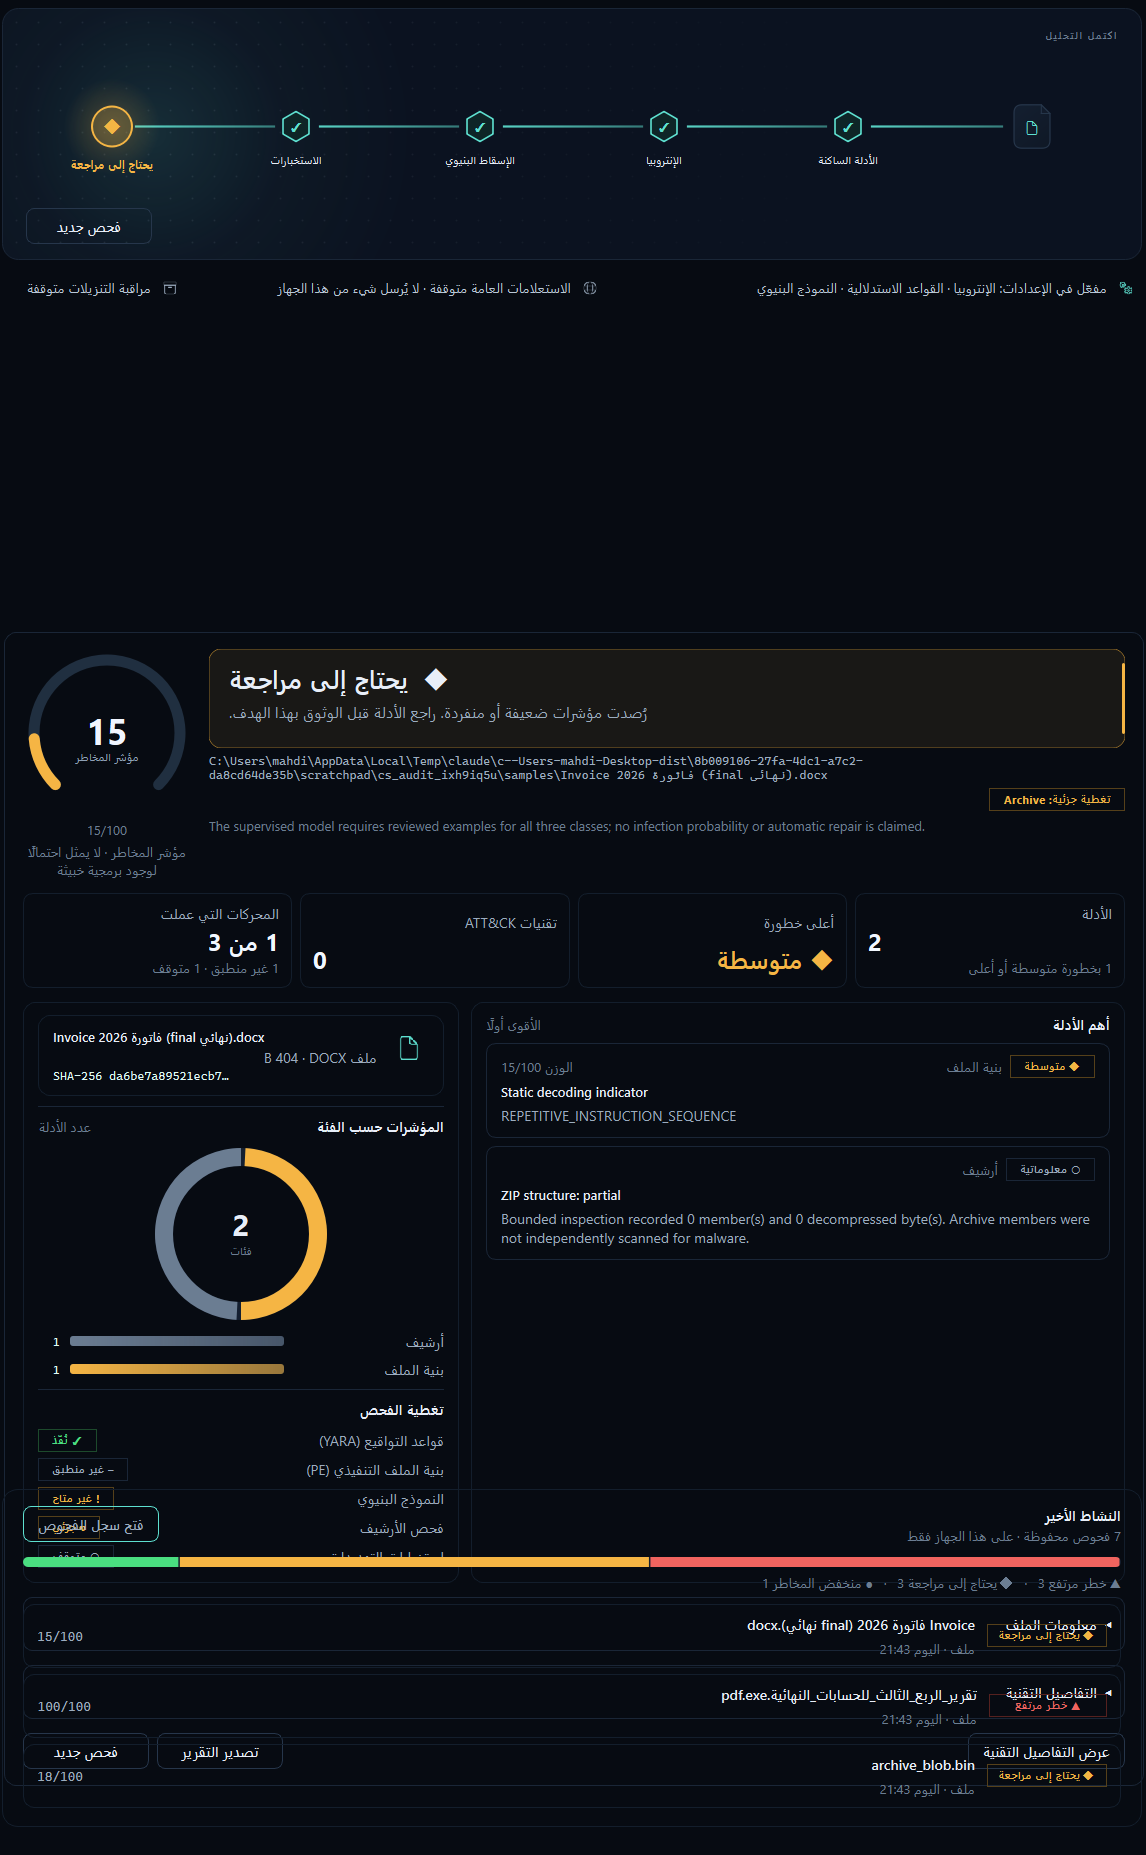 اكتمل التحليل
الأدلة الساكنة
الإنتروبيا
الإسقاط البنيوي
الاستخبارات
يحتاج إلى مراجعة
فحص جديد
مفعّل في الإعدادات: الإنتروبيا · القواعد الاستدلالية · النموذج البنيوي
الاستعلامات العامة متوقفة · لا يُرسل شيء من هذا الجهاز
مراقبة التنزيلات متوقفة
◆ يحتاج إلى مراجعة
رُصدت مؤشرات ضعيفة أو منفردة. راجع الأدلة قبل الوثوق بهذا الهدف.
15
مؤشر المخاطر
15/100
مؤشر المخاطر · لا يمثل احتمالًا
لوجود برمجية خبيثة
C:\Users\mahdi\AppData\Local\Temp\claude\c--Users-mahdi-Desktop-dist\8b009106-27fa-4dc1-a7c2-
da8cd64de35b\scratchpad\cs_audit_ixh9iq5u\samples\Invoice 2026 فاتورة (final نهائي).docx
تغطية جزئية: Archive
The supervised model requires reviewed examples for all three classes; no infection probability or automatic repair is claimed.
الأدلة
2
1 بخطورة متوسطة أو أعلى
أعلى خطورة
◆ متوسطة
تقنيات ATT&CK
0
المحركات التي عملت
1 من 3
1 غير منطبق · 1 متوقف
أهم الأدلة
الأقوى أولًا
◆ متوسطة
بنية الملف
الوزن 15/100
Static decoding indicator
REPETITIVE_INSTRUCTION_SEQUENCE
○ معلوماتية
أرشيف
ZIP structure: partial
Bounded inspection recorded 0 member(s) and 0 decompressed byte(s). Archive members were
not independently scanned for malware.
Invoice 2026 فاتورة (final نهائي).docx
ملف DOCX · 404 B
SHA-256 da6be7a89521ecb7…
المؤشرات حسب الفئة
عدد الأدلة
2
فئات
أرشيف
1
بنية الملف
1
تغطية الفحص
قواعد التواقيع (YARA)
✓ نُفّذ
بنية الملف التنفيذي (PE)
– غير منطبق
النموذج البنيوي
! غير متاح
فحص الأرشيف
جزئي
متوقف
النشاط الأخير
7 فحوص محفوظة · على هذا الجهاز فقط
فتح سجل الفحوص
▲ خطر مرتفع 3 · ◆ يحتاج إلى مراجعة 3 · ● منخفض المخاطر 1
معلومات الملف
◆ يحتاج إلى مراجعة
Invoice فاتورة 2026 (final نهائي).docx
ملف · اليوم 21:43
15/100
التفاصيل التقنية
▲ خطر مرتفع
تقرير_الربع_الثالث_للحسابات_النهائية.pdf.exe
ملف · اليوم 21:43
100/100
عرض التفاصيل التقنية
تصدير التقرير
فحص جديد
◆ يحتاج إلى مراجعة
archive_blob.bin
ملف · اليوم 21:43
18/100